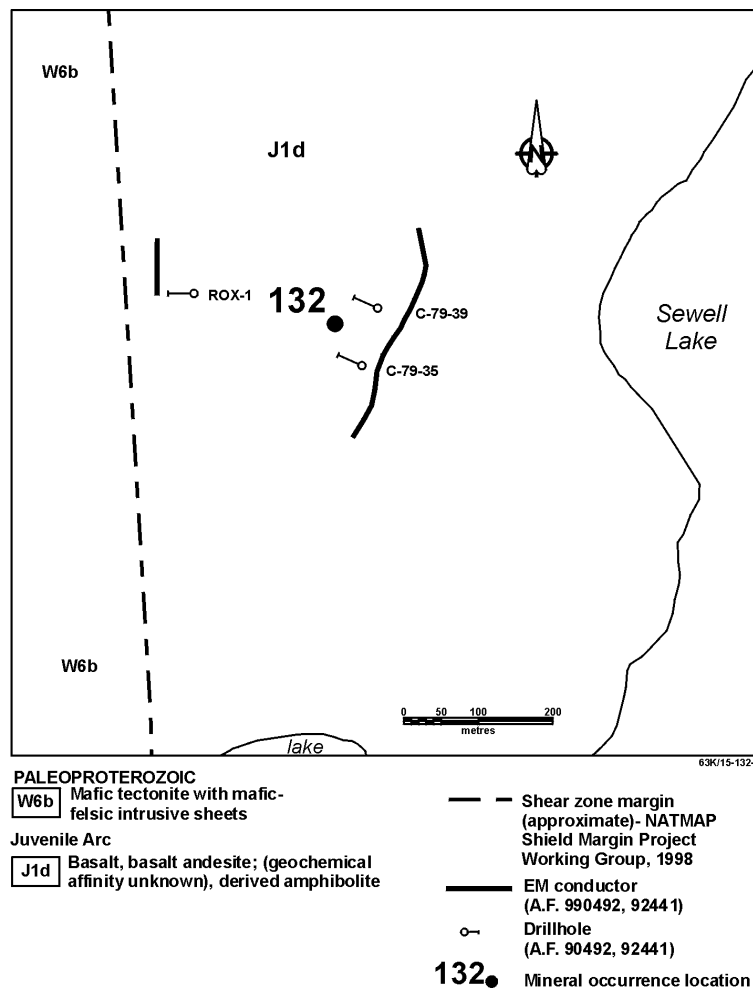 W6b
J1d
N
ROX-1
132
C-79-39
C-79-35
Sewell
Lake
W6b
0 50 100 200
metres
lake
63K/15-132-
PALEOPROTEROZOIC
W6b Mafic tectonite with mafic-
felsic intrusive sheets
Juvenile Arc
J1d Basalt, basalt andesite; (geochemical
affinity unknown), derived amphibolite
Shear zone margin
(approximate)- NATMAP
Shield Margin Project
Working Group, 1998
EM conductor
(A.F. 990492, 92441)
Drillhole
(A.F. 90492, 92441)
132 Mineral occurrence location